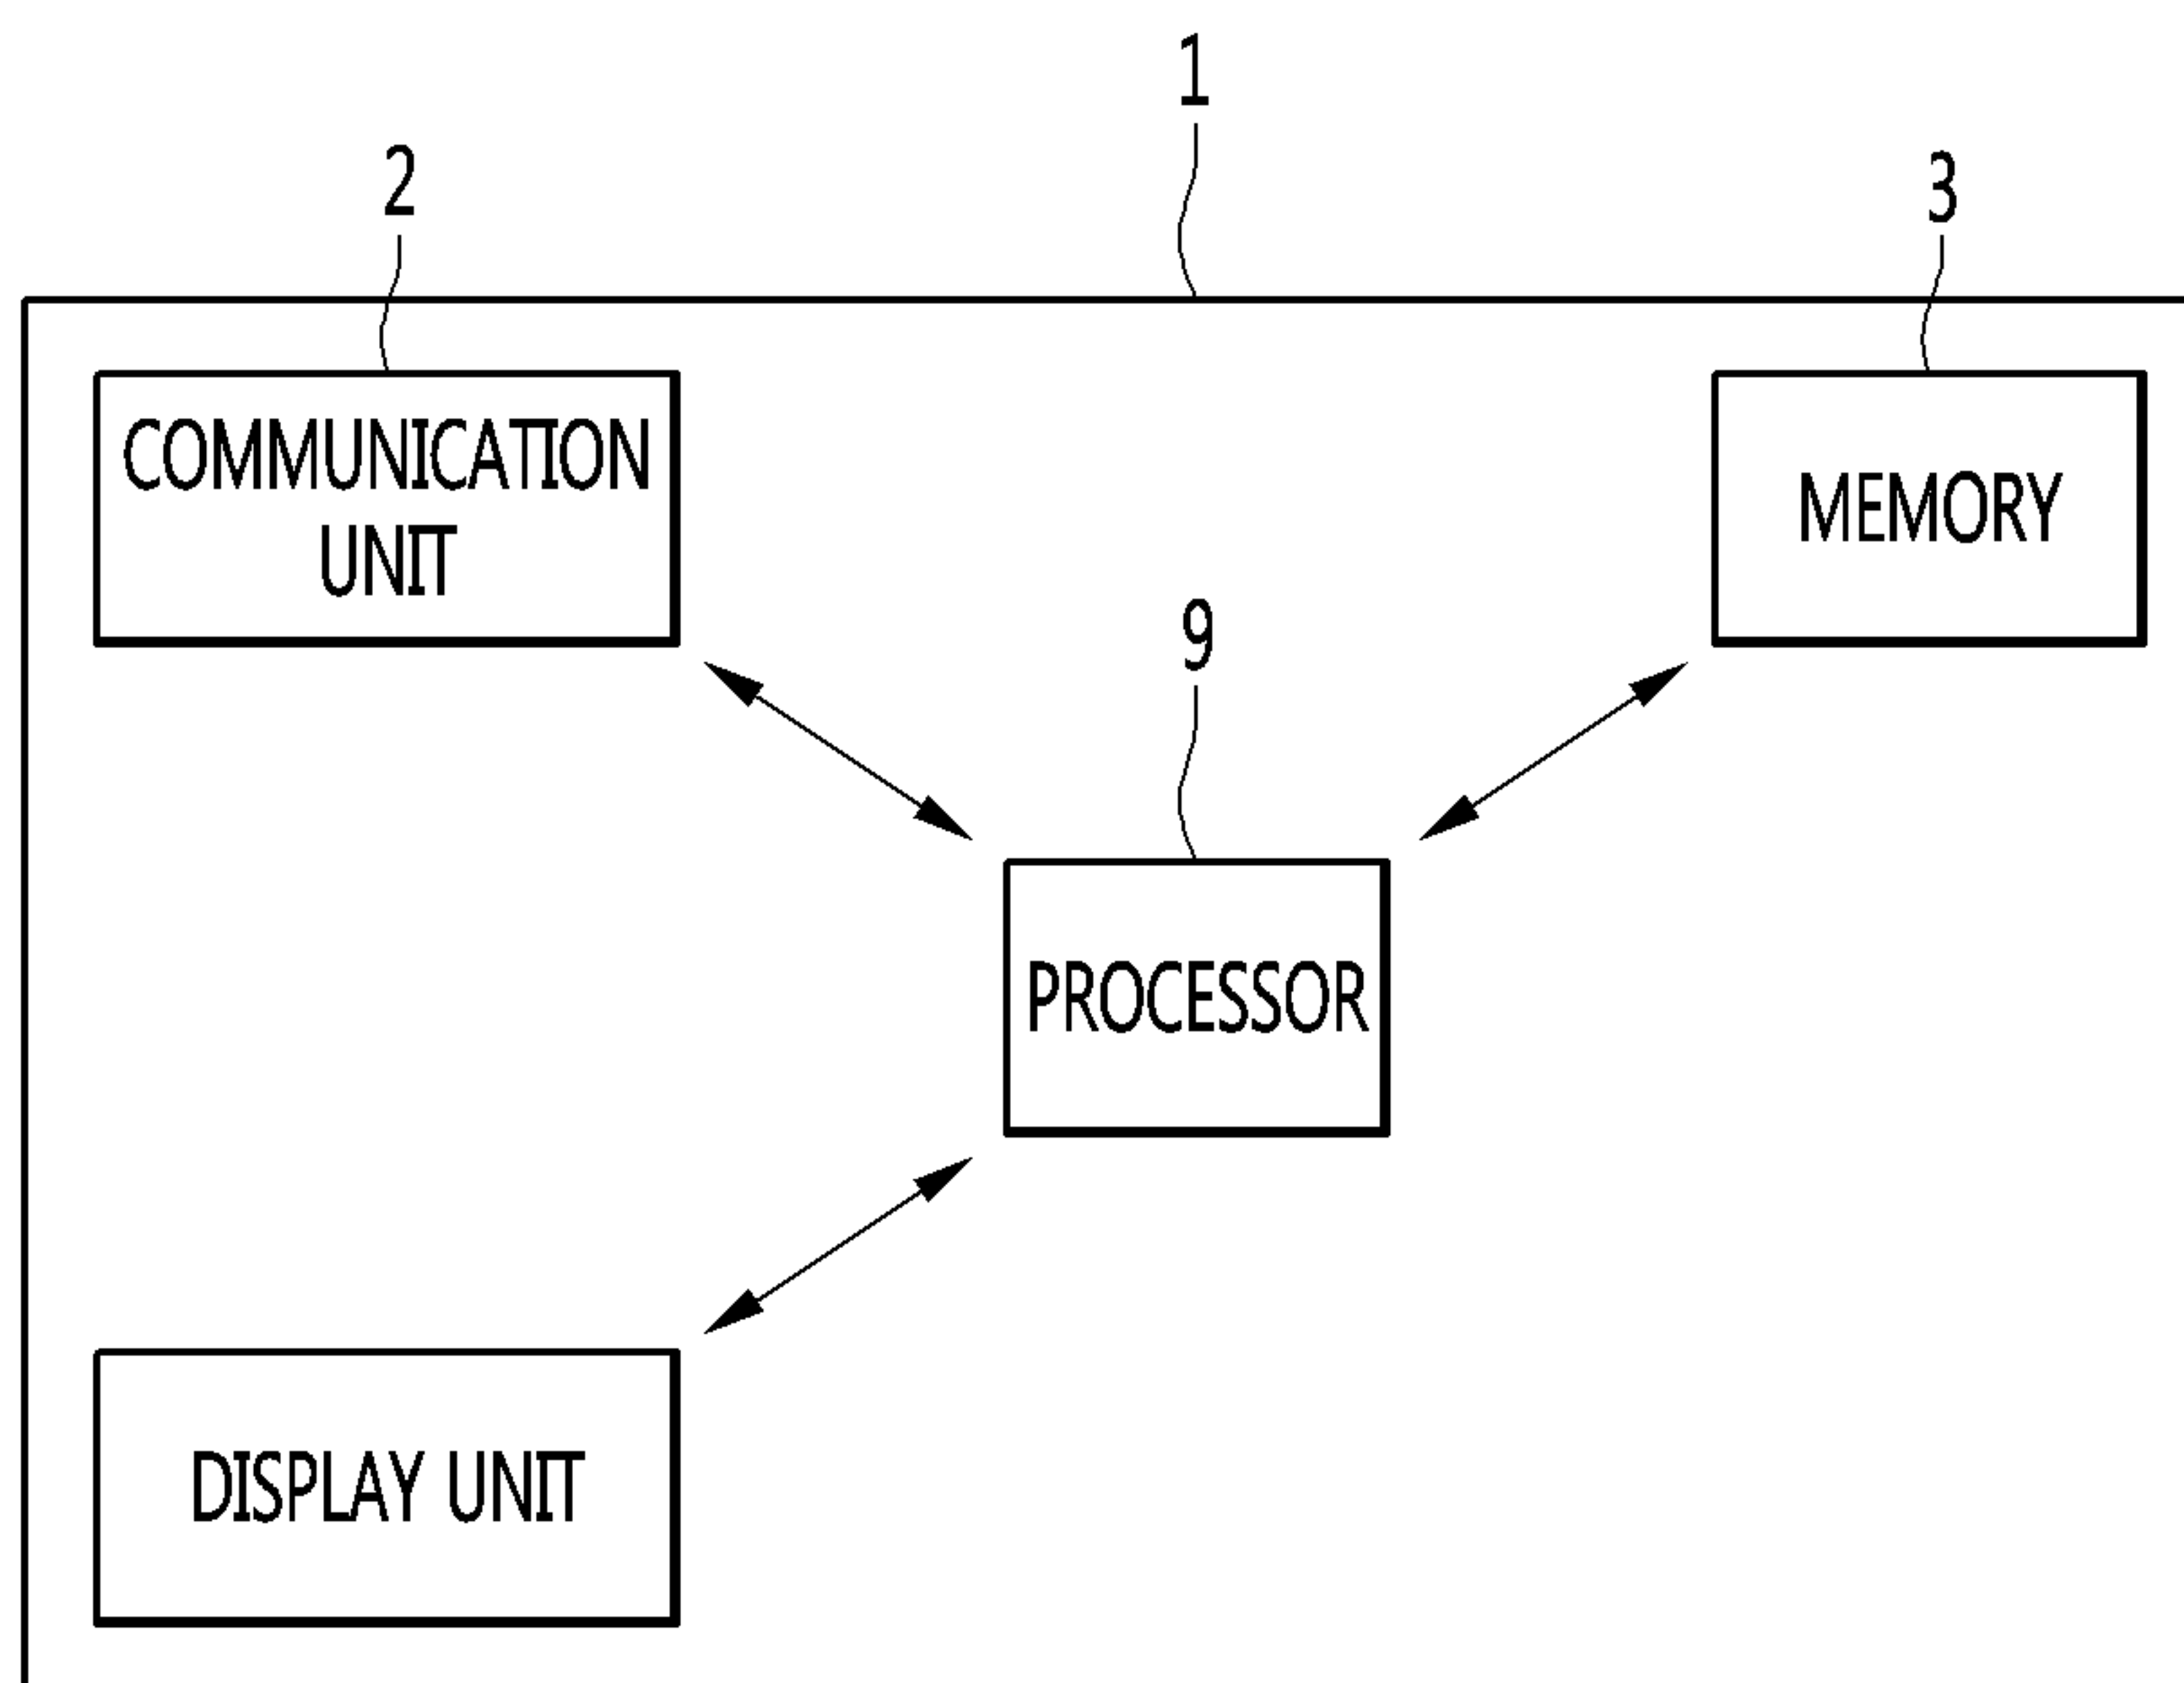 1
2
3
COMMUNICATION
UNIT
MEMORY
9
PROCESSOR
DISPLAY UNIT